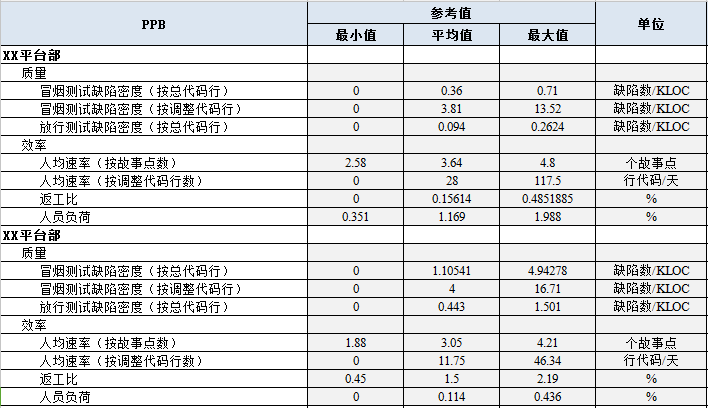 PPB 参考值 单位
最小值 平均值 最大值
XX平台部
质量
冒烟测试缺陷密度（按总代码行） 0 0.36 0.71 缺陷数/KLOC
冒烟测试缺陷密度（按调整代码行） 0 3.81 13.52 缺陷数/KLOC
放行测试缺陷密度（按总代码行） 0 0.094 0.2624 缺陷数/KLOC
效率
人均速率（按故事点数） 2.58 3.64 4.8 个故事点
人均速率（按调整代码行数） 0 28 117.5 行代码/天
返工比 0 0.15614 0.4851885 %
人员负荷 0.351 1.169 1.988 %
XX平台部
质量
冒烟测试缺陷密度（按总代码行） 0 1.10541 4.94278 缺陷数/KLOC
冒烟测试缺陷密度（按调整代码行） 0 4 16.71 缺陷数/KLOC
放行测试缺陷密度（按总代码行） 0 0.443 1.501 缺陷数/KLOC
效率
人均速率（按故事点数） 1.88 3.05 4.21 个故事点
人均速率（按调整代码行数） 0 11.75 46.34 行代码/天
返工比 0.45 1.5 2.19 %
人员负荷 0 0.114 0.436 %